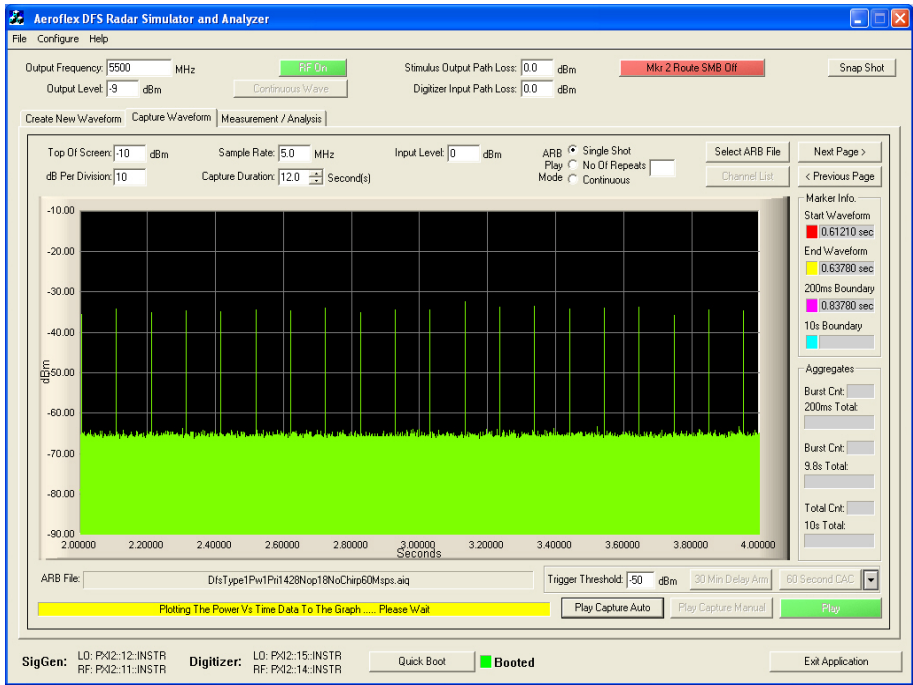 Aeroflex DFS Radar Simulator and Analyzer
File Configure Help
Output Frequency: 5500 MHz RF On Stimulus Output Path Loss: 0.0 dBm Mkr 2 Route SMB Off Snap Shot
Output Level: -9 dBm Continuous Wave Digitizer Input Path Loss: 0.0 dBm
Create New Waveform Capture Waveform Measurement / Analysis
Top Of Screen: -10 dBm Sample Rate: 5.0 MHz Input Level: 0 dBm ARB Single Shot Select ARB File Next Page >
Play No Of Repeats
dB Per Division: 10 Capture Duration: 12.0 Second(s) Mode Continuous Channel List < Previous Page
Marker Info.
-10.00
Start Waveform
0.61210 sec
-20.00
End Waveform
0.63780 sec
-30.00
200ms Boundary
0.83780 sec
-40.00
10s Boundary
dBm
-50.00
Aggregates
Burst Cnt:
-60.00
200ms Total:
-70.00
Burst Cnt:
9.8s Total:
-80.00
Total Cnt:
10s Total:
-90.00
2.00000 2.20000 2.40000 2.60000 2.80000 3.00000 3.20000 3.40000 3.60000 3.80000 4.00000
Seconds
ARB File: DfsType1Pw1Pri1428Nop18NoChirp60Msps.aiq Trigger Threshold: -50 dBm 30 Min Delay Arm 60 Second CAC
Plotting The Power Vs Time Data To The Graph ..... Please Wait Play Capture Auto Play Capture Manual Play
SigGen: LO: PXI2::12::INSTR Digitizer: LO: PXI2::15::INSTR Quick Boot Booted Exit Application
RF: PXI2::11::INSTR RF: PXI2::14::INSTR